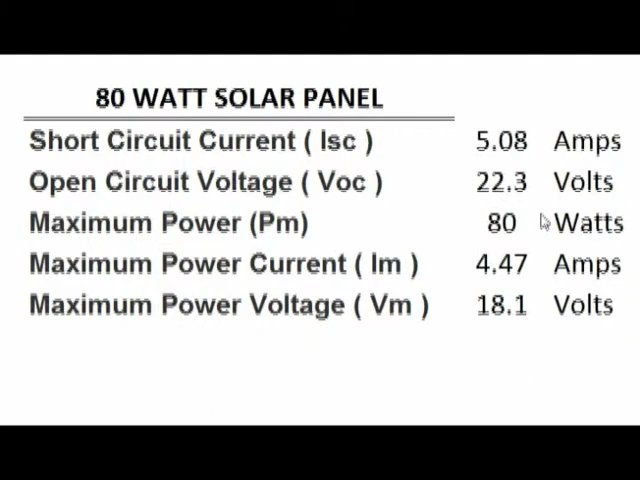 80 WATT SOLAR PANEL
Short Circuit Current ( Isc ) 5.08 Amps
Open Circuit Voltage ( Voc ) 22.3 Volts
Maximum Power (Pm) 80 Watts
Maximum Power Current ( Im ) 4.47 Amps
Maximum Power Voltage ( Vm ) 18.1 Volts